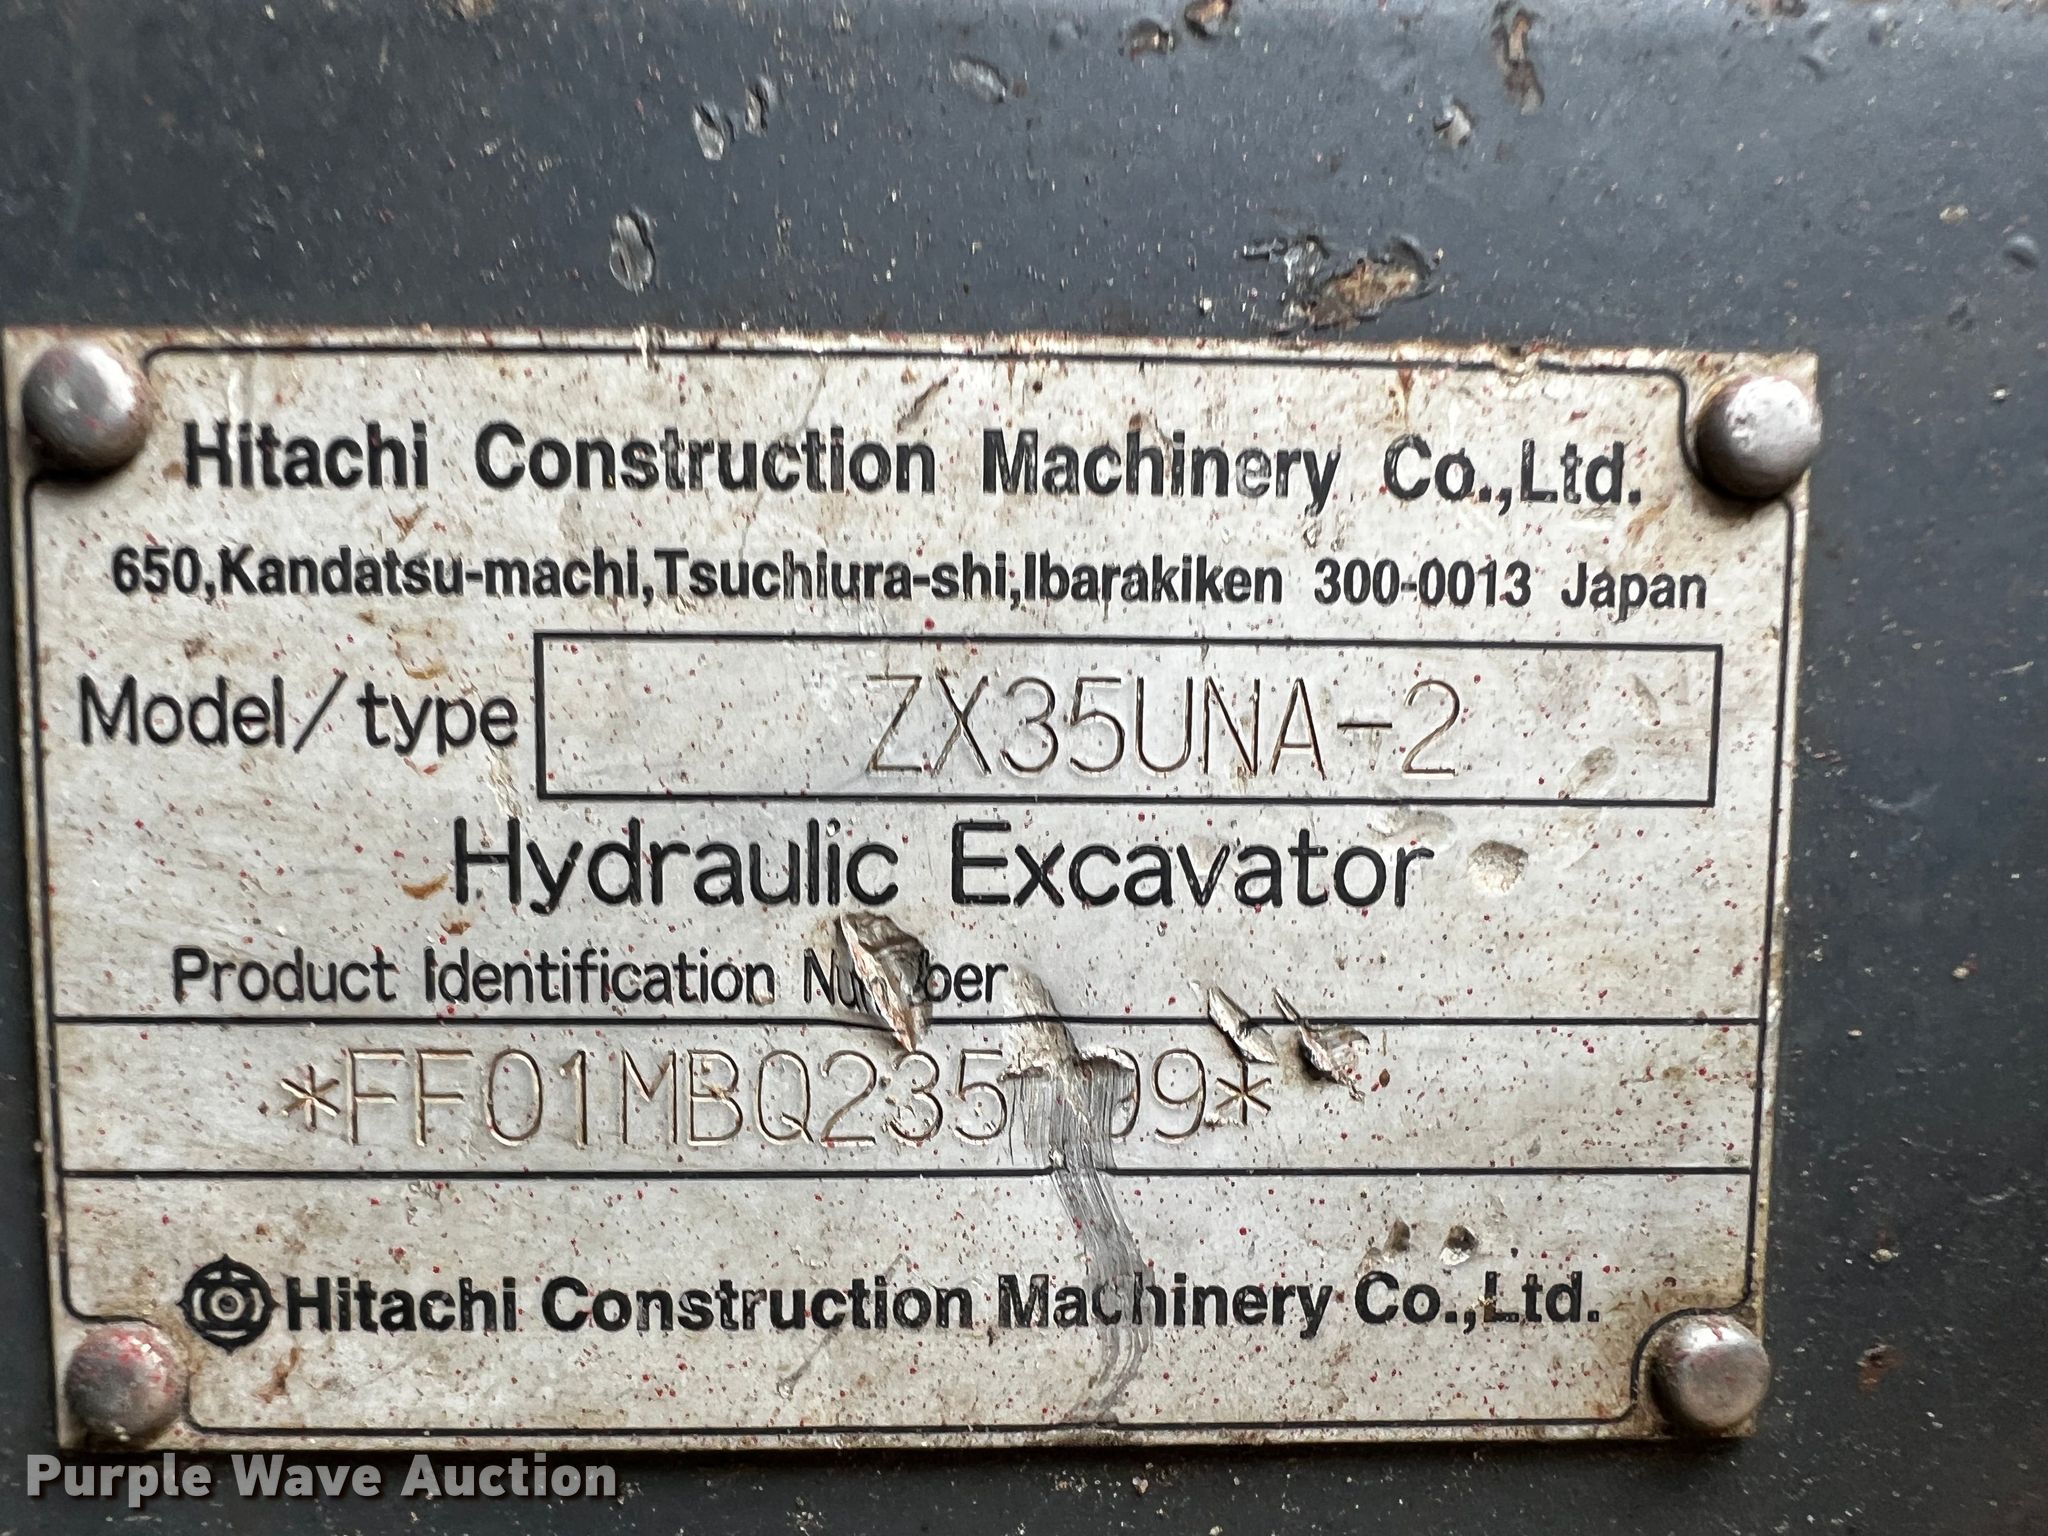 Hitachi Construction Machinery Co.,Ltd.
650,Kandatsu-machi,Tsuchiura-shi,Ibarakiken 300-0013 Japan
Model/type ZX35UNA-2
Hydraulic Excavator
Product Identification Number
Hitachi Construction Machinery Co.,Ltd.
Purple Wave Auction